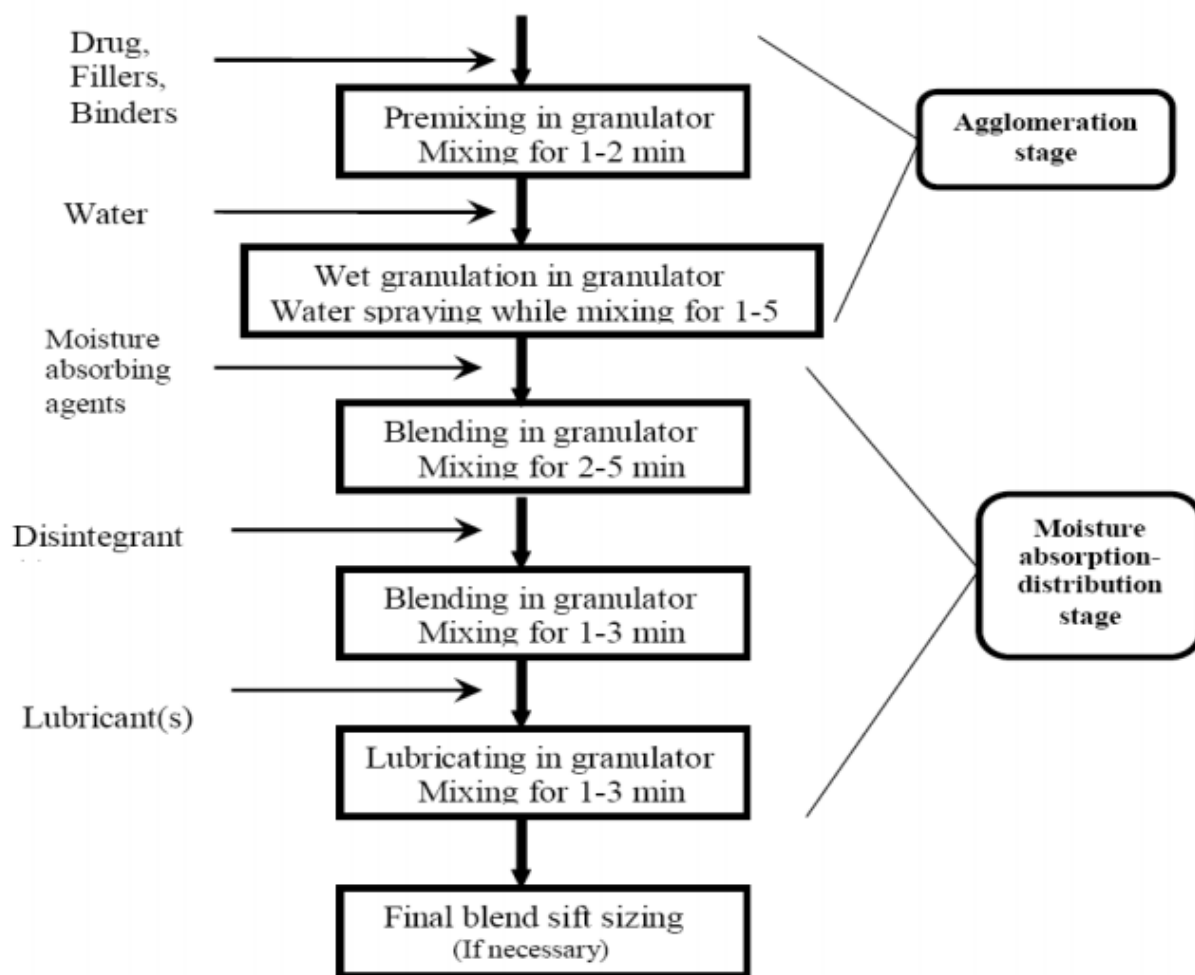 Drug,
Fillers,
Binders
Premixing in granulator
Mixing for 1-2 min
Agglomeration
stage
Water
Wet granulation in granulator
Water spraying while mixing for 1-5
Moisture
absorbing
agents
Blending in granulator
Mixing for 2-5 min
Disintegrant
Blending in granulator
Mixing for 1-3 min
Moisture
absorption-
distribution
stage
Lubricant(s)
Lubricating in granulator
Mixing for 1-3 min
Final blend sift sizing
(If necessary)